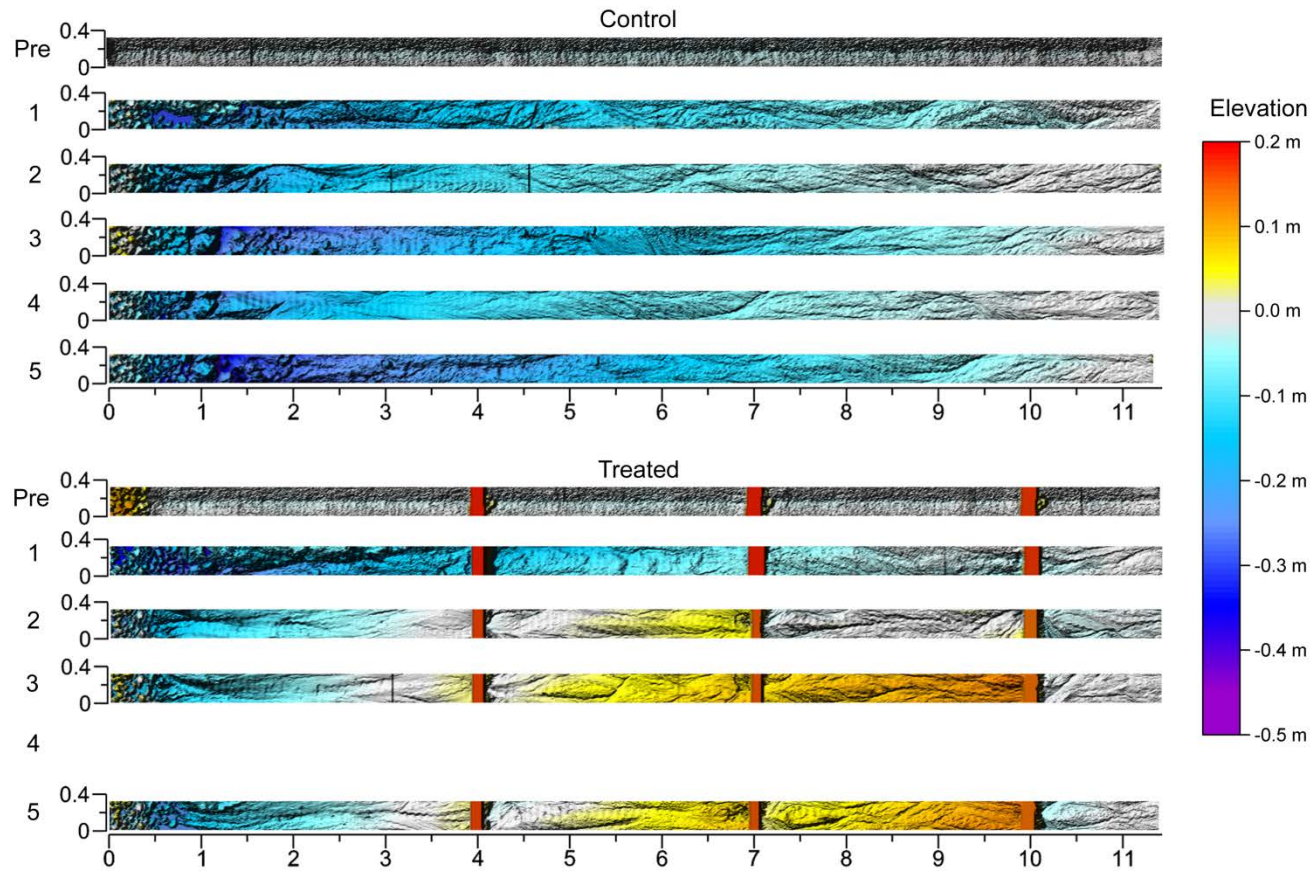 Control
Pre 0.4 0
1 0.4 0
2 0.4 0
3 0.4 0
4 0.4 0
5 0.4 0
0 1 2 3 4 5 6 7 8 9 10 11
Treated
Pre 0.4 0
1 0.4 0
2 0.4 0
3 0.4 0
4
5 0.4 0
0 1 2 3 4 5 6 7 8 9 10 11
Elevation
0.2 m
0.1 m
0.0 m
-0.1 m
-0.2 m
-0.3 m
-0.4 m
-0.5 m